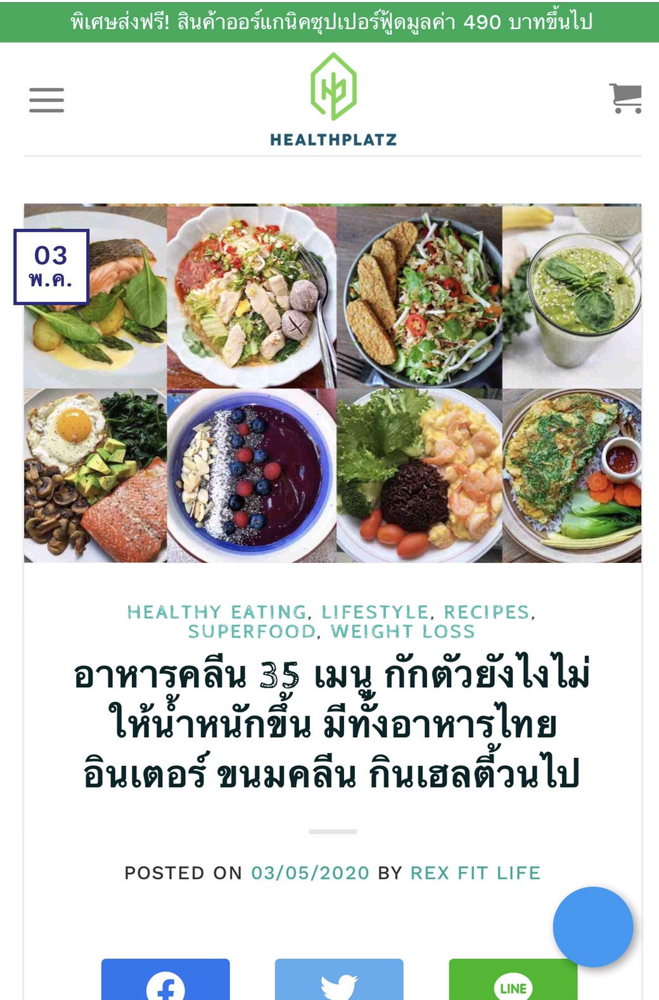 พิเศษส่งฟรี! สินค้าออร์แกนิคซุปเปอร์ฟู้ดมูลค่า 490 บาทขึ้นไป
HEALTHPLATZ
03
พ.ค.
HEALTHY EATING, LIFESTYLE, RECIPES,
SUPERFOOD, WEIGHT LOSS
อาหารคลีน 35 เมนู กักตัวยังไงไม่
ให้น้ำหนักขึ้น มีทั้งอาหารไทย
อินเตอร์ ขนมคลีน กินเฮลตี้วนไป
POSTED ON 03/05/2020 BY REX FIT LIFE
LINE